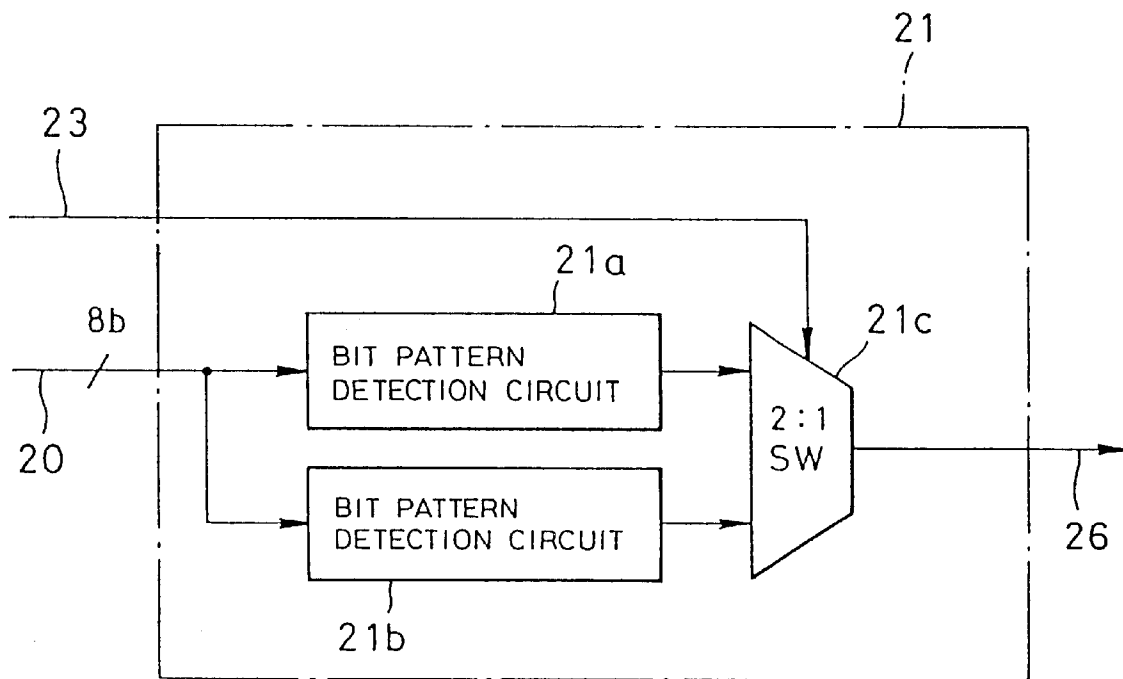 21
23
21a
8b
21c
BIT PATTERN
DETECTION CIRCUIT
2:1
SW
20
BIT PATTERN
DETECTION CIRCUIT
26
21b